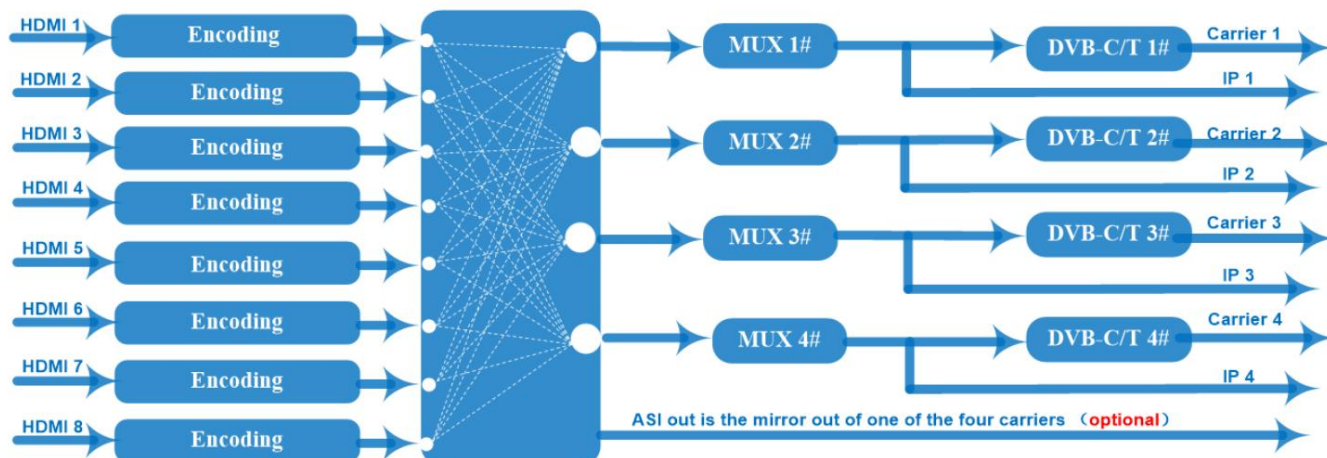 HDMI 1
Encoding
MUX 1#
DVB-C/T 1#
Carrier 1
IP 1
HDMI 2
Encoding
HDMI 3
Encoding
MUX 2#
DVB-C/T 2#
Carrier 2
IP 2
HDMI 4
Encoding
HDMI 5
Encoding
MUX 3#
DVB-C/T 3#
Carrier 3
IP 3
HDMI 6
Encoding
MUX 4#
DVB-C/T 4#
Carrier 4
IP 4
HDMI 7
Encoding
HDMI 8
Encoding
ASI out is the mirror out of one of the four carriers （optional）